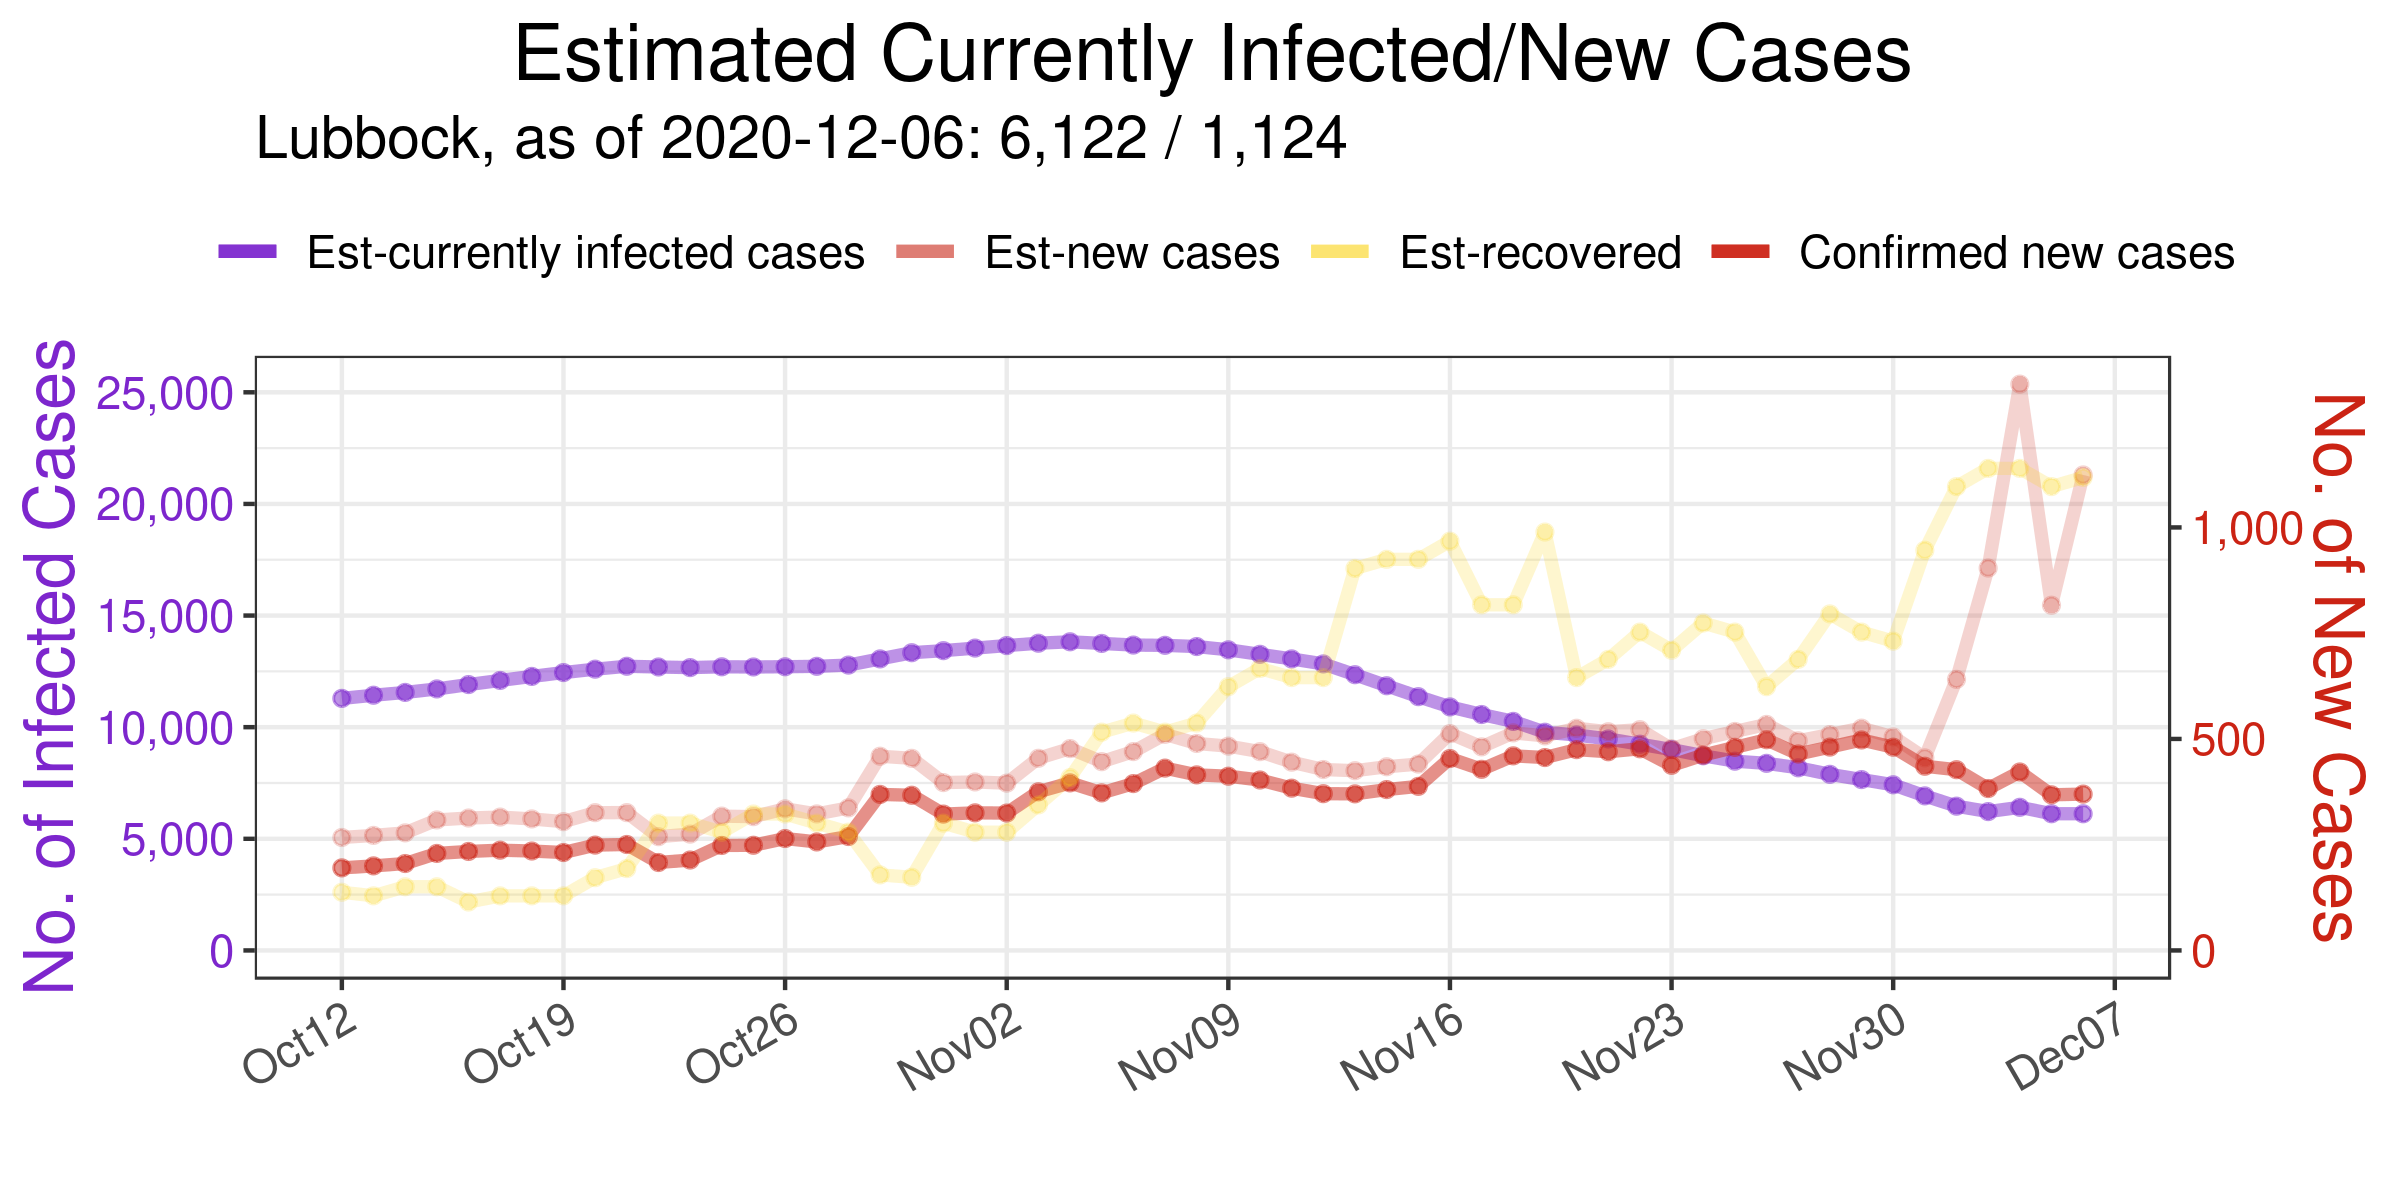 Estimated Currently Infected/New Cases
Lubbock, as of 2020-12-06: 6,122 / 1,124
Est-currently infected cases Est-new cases Est-recovered Confirmed new cases
No. of Infected Cases
25,000
20,000
15,000
10,000
5,000
0
1,000
500
0
No. of New Cases
Oct12 Oct19 Oct26 Nov02 Nov09 Nov16 Nov23 Nov30 Dec07